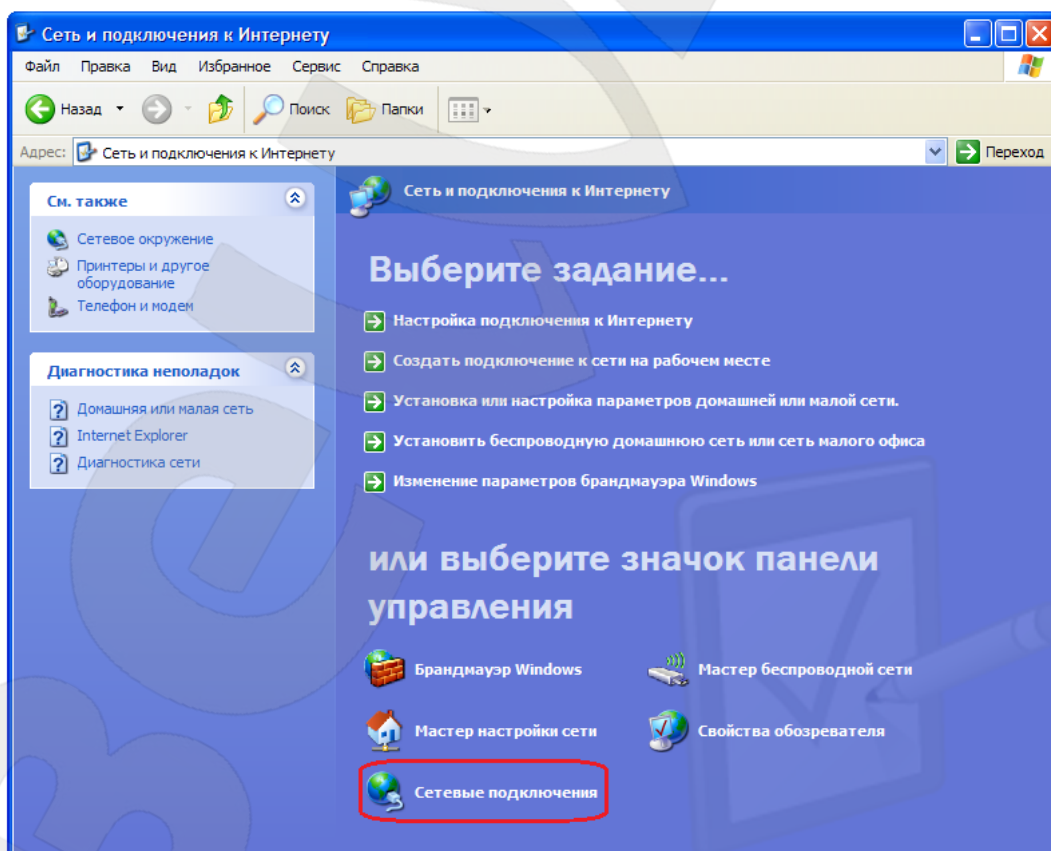 Сеть и подключения к Интернету
Файл Правка Вид Избранное Сервис Справка
Назад Поиск Папки
Адрес: Сеть и подключения к Интернету Переход
См. также
Сетевое окружение
Принтеры и другое
оборудование
Телефон и модем
Диагностика неполадок
Домашняя или малая сеть
Internet Explorer
Диагностика сети
Сеть и подключения к Интернету
Выберите задание...
Настройка подключения к Интернету
Создать подключение к сети на рабочем месте
Установка или настройка параметров домашней или малой сети.
Установить беспроводную домашнюю сеть или сеть малого офиса
Изменение параметров брандмауэра Windows
или выберите значок панели
управления
Брандмауэр Windows Мастер беспроводной сети
Мастер настройки сети Свойства обозревателя
Сетевые подключения